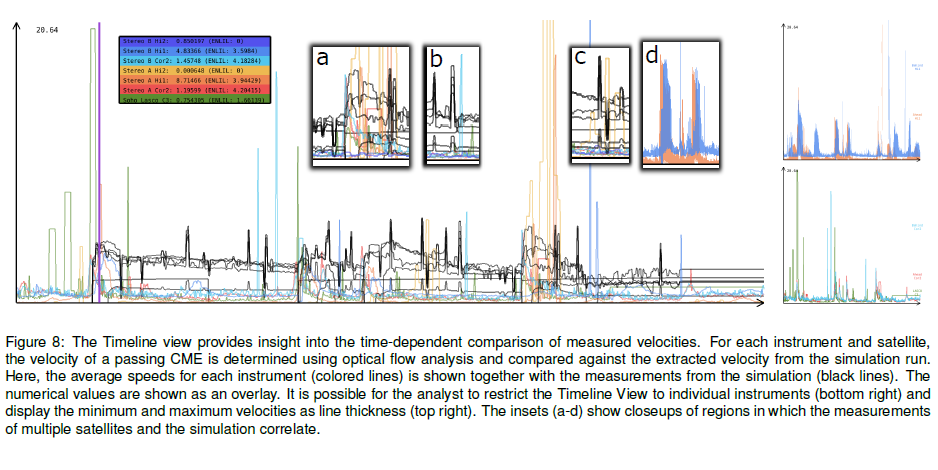 20.64
Stereo B Hi2: 0.850197 (ENLIL: 0)
Stereo B Hi1: 4.83366 (ENLIL: 3.5984)
Stereo B Cor2: 1.45748 (ENLIL: 4.18284)
Stereo A Hi2: 0.000648 (ENLIL: 0)
Stereo A Hi1: 8.71466 (ENLIL: 3.94429)
Stereo A Cor2: 1.19599 (ENLIL: 4.20415)
Soho Lasco C3: 0.754305 (ENLIL: 1.66139)
a
b
c
d
20.64
20.64
Figure 8: The Timeline view provides insight into the time-dependent comparison of measured velocities. For each instrument and satellite,
the velocity of a passing CME is determined using optical flow analysis and compared against the extracted velocity from the simulation run.
Here, the average speeds for each instrument (colored lines) is shown together with the measurements from the simulation (black lines). The
numerical values are shown as an overlay. It is possible for the analyst to restrict the Timeline View to individual instruments (bottom right) and
display the minimum and maximum velocities as line thickness (top right). The insets (a-d) show closeups of regions in which the measurements
of multiple satellites and the simulation correlate.